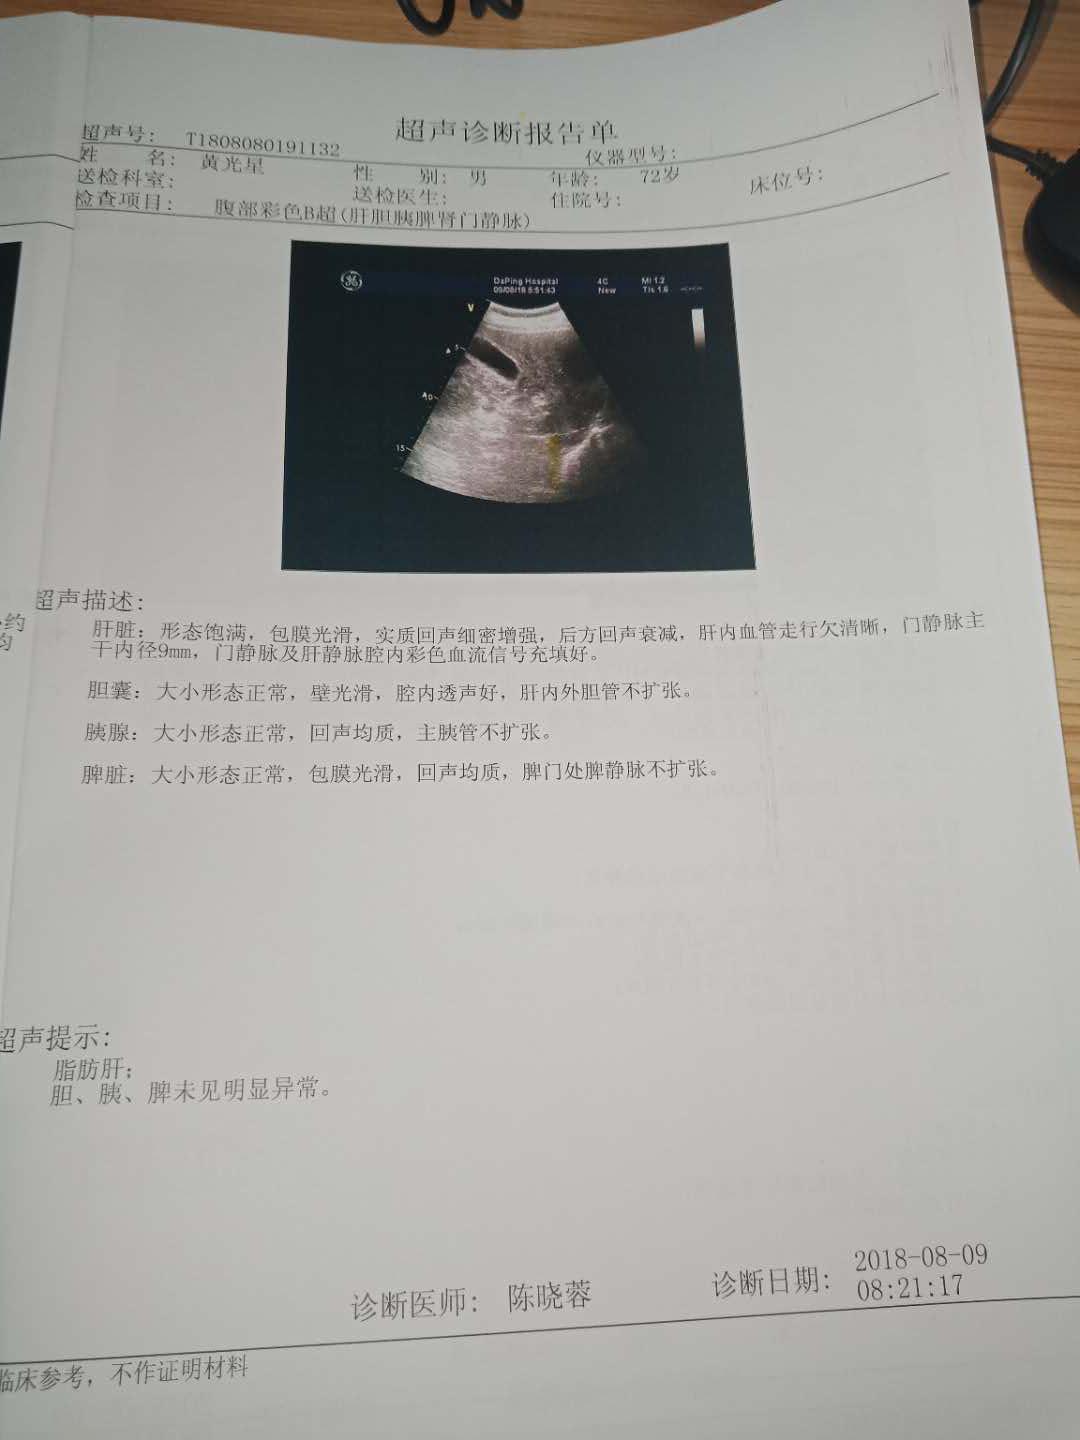 超声诊断报告单
超声号: T1808080191132 仪器型号:
姓 名: 黄光星 性 别: 男 年龄: 72岁 床位号:
送检科室: 送检医生: 住院号:
检查项目: 腹部彩色B超(肝胆胰脾肾门静脉)
DaPing Hospital 4C MI 1.2
09/08/18 8:51:43 New TIs 1.6
V
5
10
15
超声描述:
约
均
肝脏: 形态饱满, 包膜光滑, 实质回声细密增强, 后方回声衰减, 肝内血管走行欠清晰, 门静脉主
干内径9mm, 门静脉及肝静脉腔内彩色血流信号充填好。
胆囊: 大小形态正常, 壁光滑, 腔内透声好, 肝内外胆管不扩张。
胰腺: 大小形态正常, 回声均质, 主胰管不扩张。
脾脏: 大小形态正常, 包膜光滑, 回声均质, 脾门处脾静脉不扩张。
超声提示:
脂肪肝;
胆、胰、脾未见明显异常。
诊断医师: 陈晓蓉 诊断日期: 2018-08-09
08:21:17
临床参考, 不作证明材料